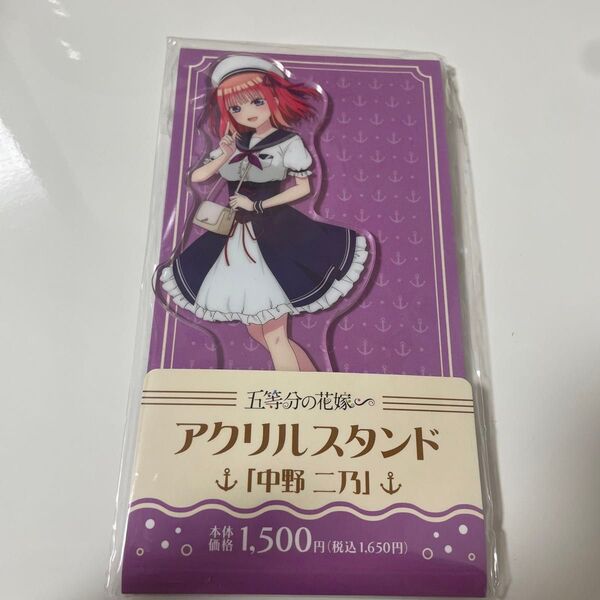 五等分の花嫁∽
アクリルスタンド
「中野 二乃」
本体価格 1,500円(税込1,650円)